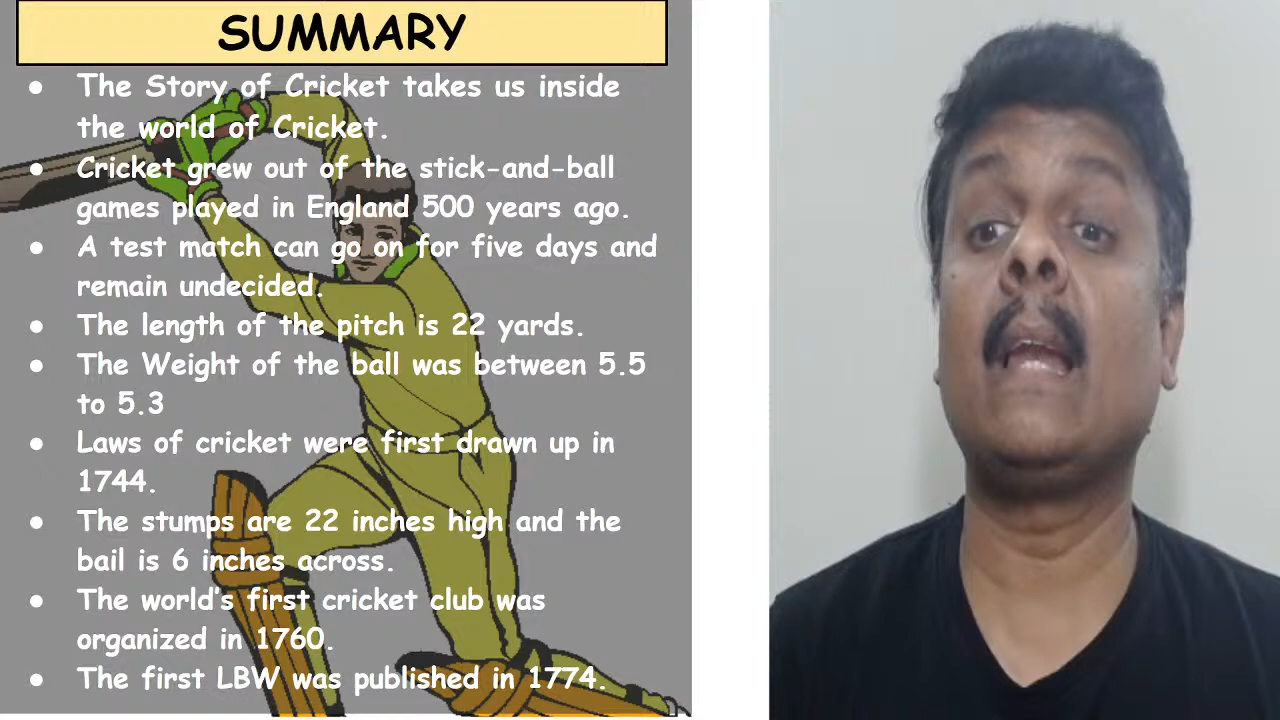 SUMMARY
● The Story of Cricket takes us inside
the world of Cricket.
● Cricket grew out of the stick-and-ball
games played in England 500 years ago.
● A test match can go on for five days and
remain undecided.
● The length of the pitch is 22 yards.
● The Weight of the ball was between 5.5
to 5.3
● Laws of cricket were first drawn up in
1744.
● The stumps are 22 inches high and the
bail is 6 inches across.
● The world's first cricket club was
organized in 1760.
● The first LBW was published in 1774.